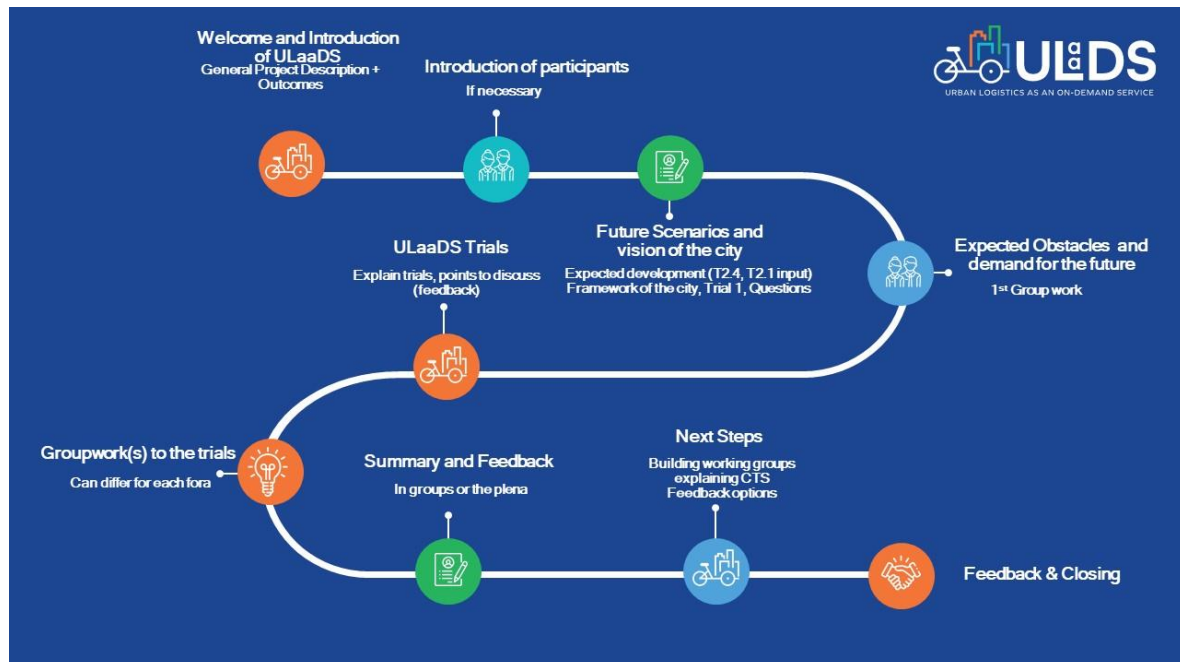 Welcome and Introduction
of ULaaDS
General Project Description +
Outcomes
Introduction of participants
If necessary
ULaaDS
URBAN LOGISTICS AS AN ON-DEMAND SERVICE
Future Scenarios and
vision of the city
Expected development (T2.4, T2.1 input)
Framework of the city, Trial 1, Questions
Expected Obstacles and
demand for the future
1st Group work
ULaaDS Trials
Explain trials, points to discuss
(feedback)
Groupwork(s) to the trials
Can differ for each fora
Summary and Feedback
In groups or the plena
Next Steps
Building working groups
explaining CTS
Feedback options
Feedback & Closing